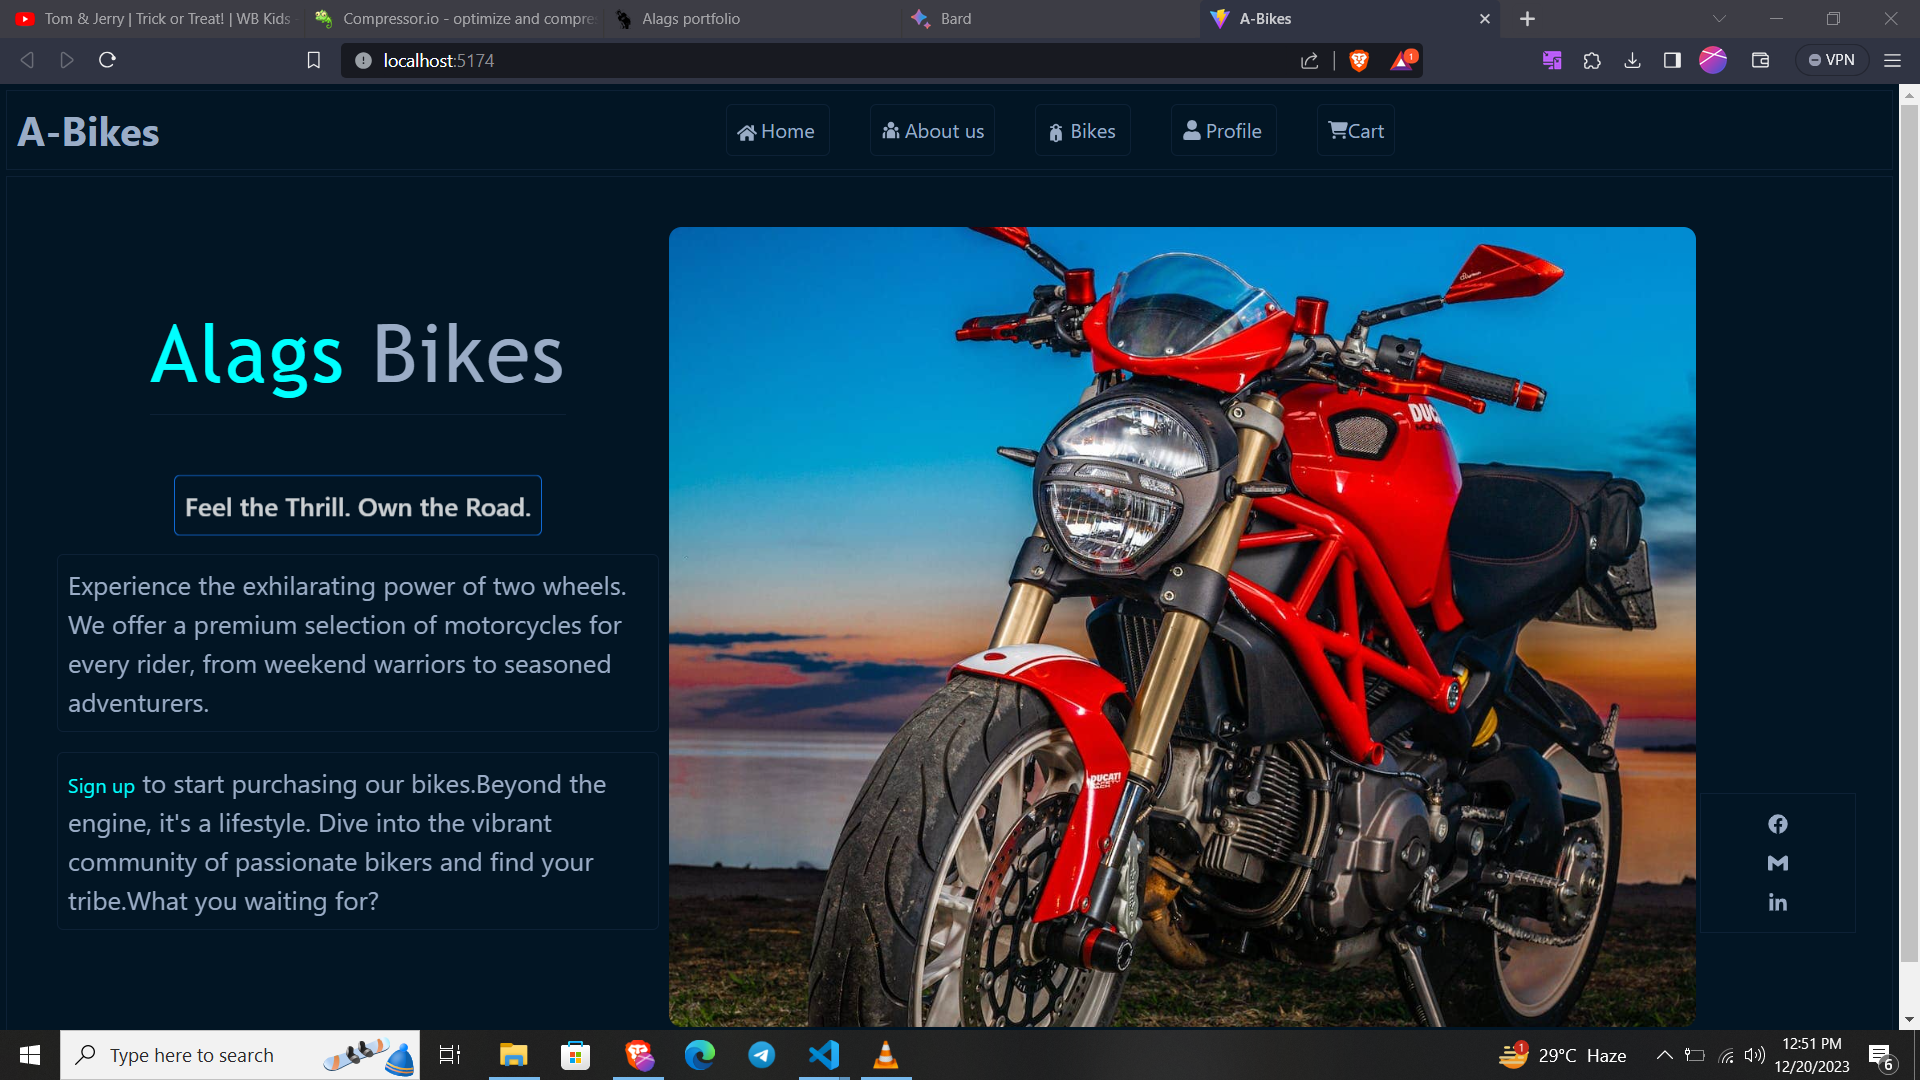 Tom & Jerry | Trick or Treat! | WB Kids
Compressor.io - optimize and compre
Alags portfolio
Bard
A-Bikes
localhost:5174
1
VPN
A-Bikes
Home
About us
Bikes
Profile
Cart
Alags Bikes
Feel the Thrill. Own the Road.
Experience the exhilarating power of two wheels.
We offer a premium selection of motorcycles for
every rider, from weekend warriors to seasoned
adventurers.
Sign up to start purchasing our bikes.Beyond the
engine, it's a lifestyle. Dive into the vibrant
community of passionate bikers and find your
tribe.What you waiting for?
DUCATI
in
Type here to search
1
29°C Haze
12:51 PM
12/20/2023
6